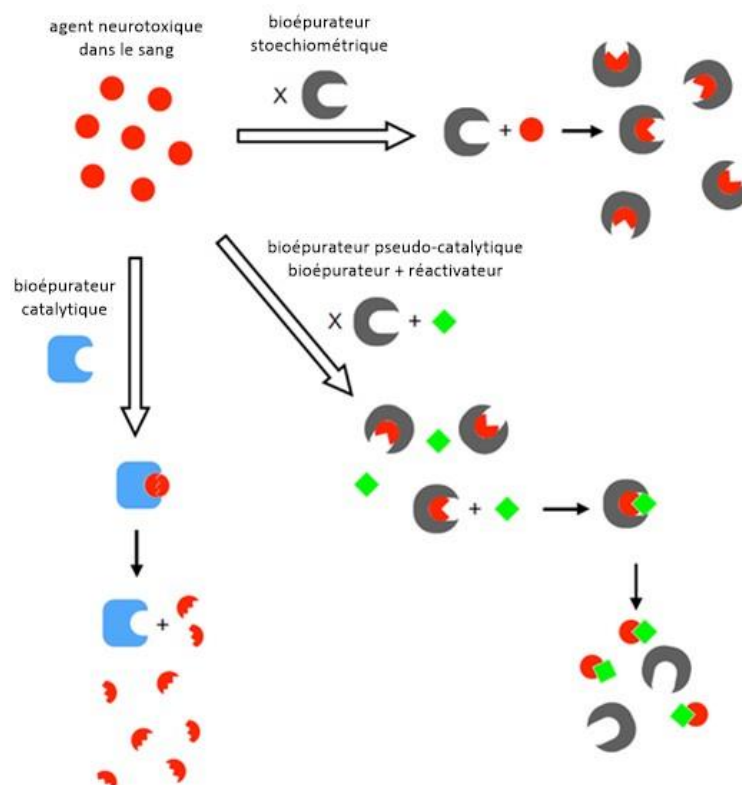 agent neurotoxique
dans le sang
bioépurateur
stoechiométrique
X
+
bioépurateur pseudo-catalytique
bioépurateur + réactivateur
X
+
bioépurateur
catalytique
+
+